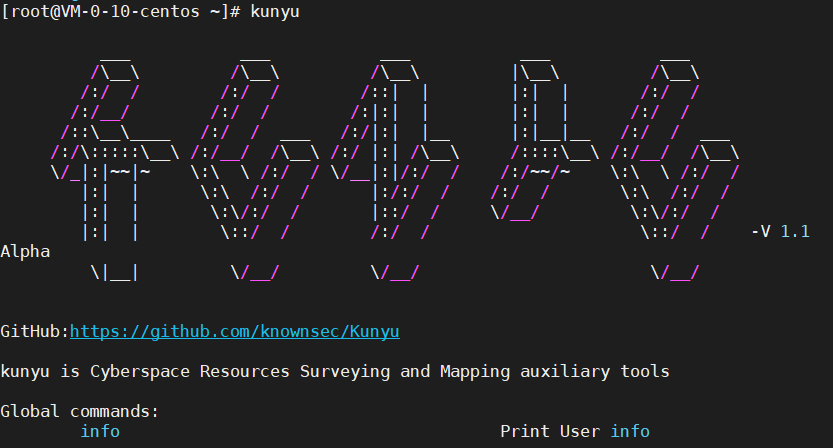 [root@VM-0-10-centos ~]# kunyu
-V 1.1
Alpha
GitHub:https://github.com/knownsec/Kunyu
kunyu is Cyberspace Resources Surveying and Mapping auxiliary tools
Global commands:
info Print User info